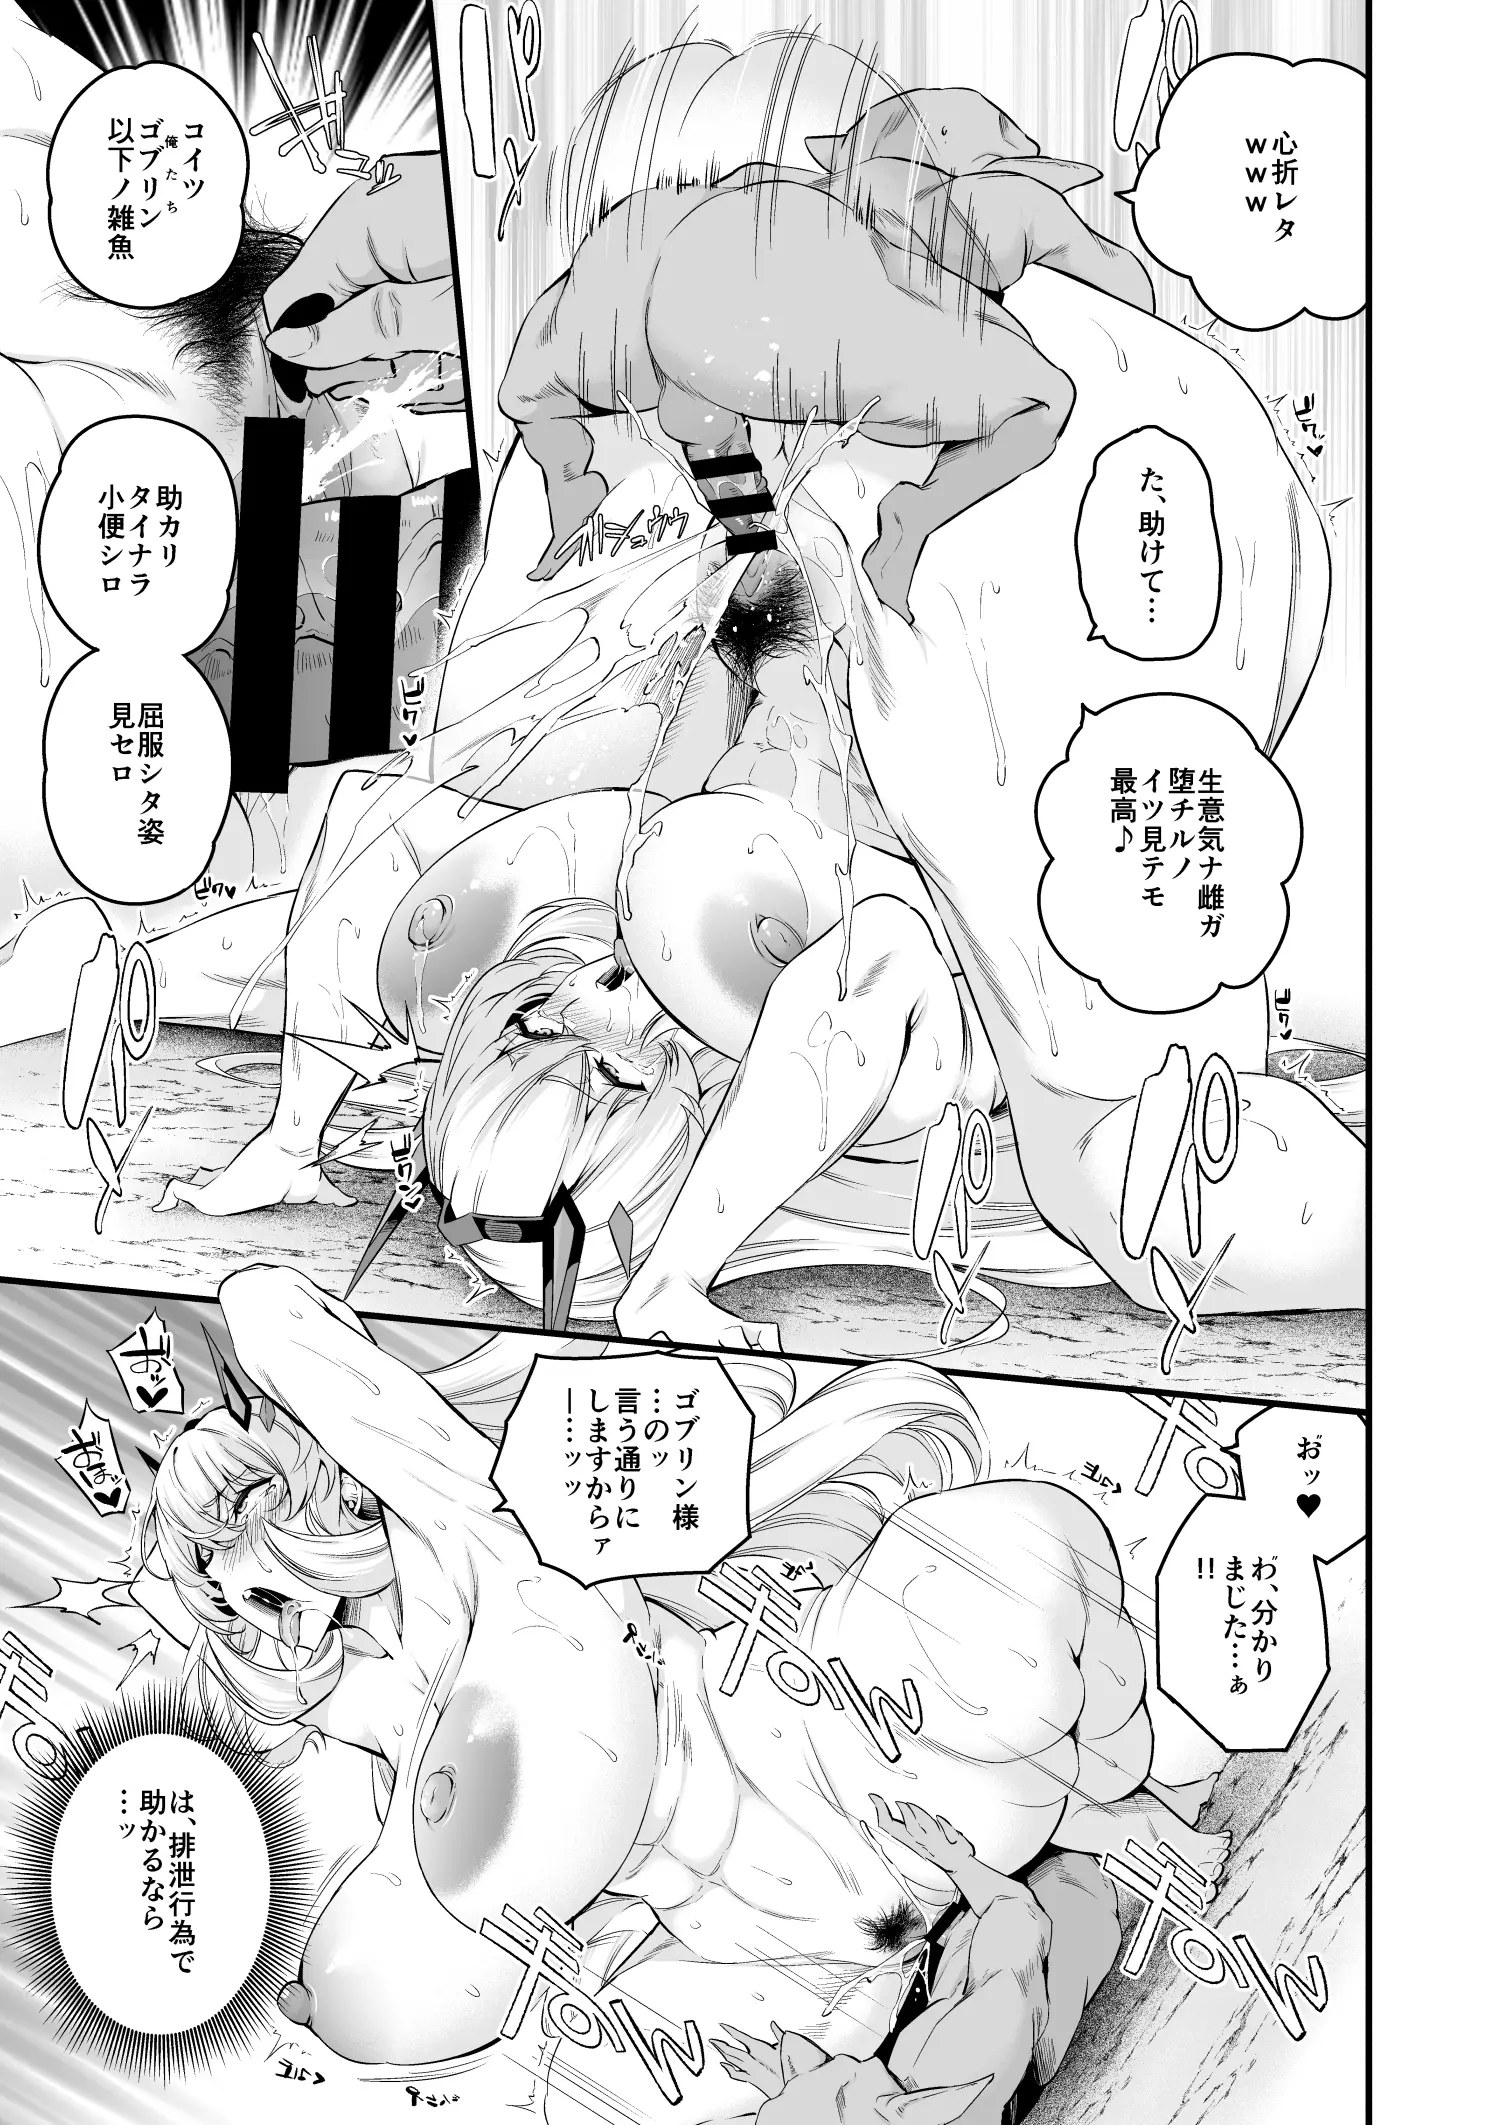 心折レタ
ｗｗｗ
た、助けて…
生意気ナ雌ガ
堕チルノ
イツ見テモ
最高♪
コイツ
俺たち
ゴブリン
以下ノ雑魚
助カリ
タイナラ
小便シロ
屈服シタ姿
見セロ
お゛ッ♥
わ゛、分かり
まじた…ぁ
!!
ゴブリン様
…のッ
言う通りに
しますからァ
ー…ッッ
は、排泄行為で
助かるなら
…ッ